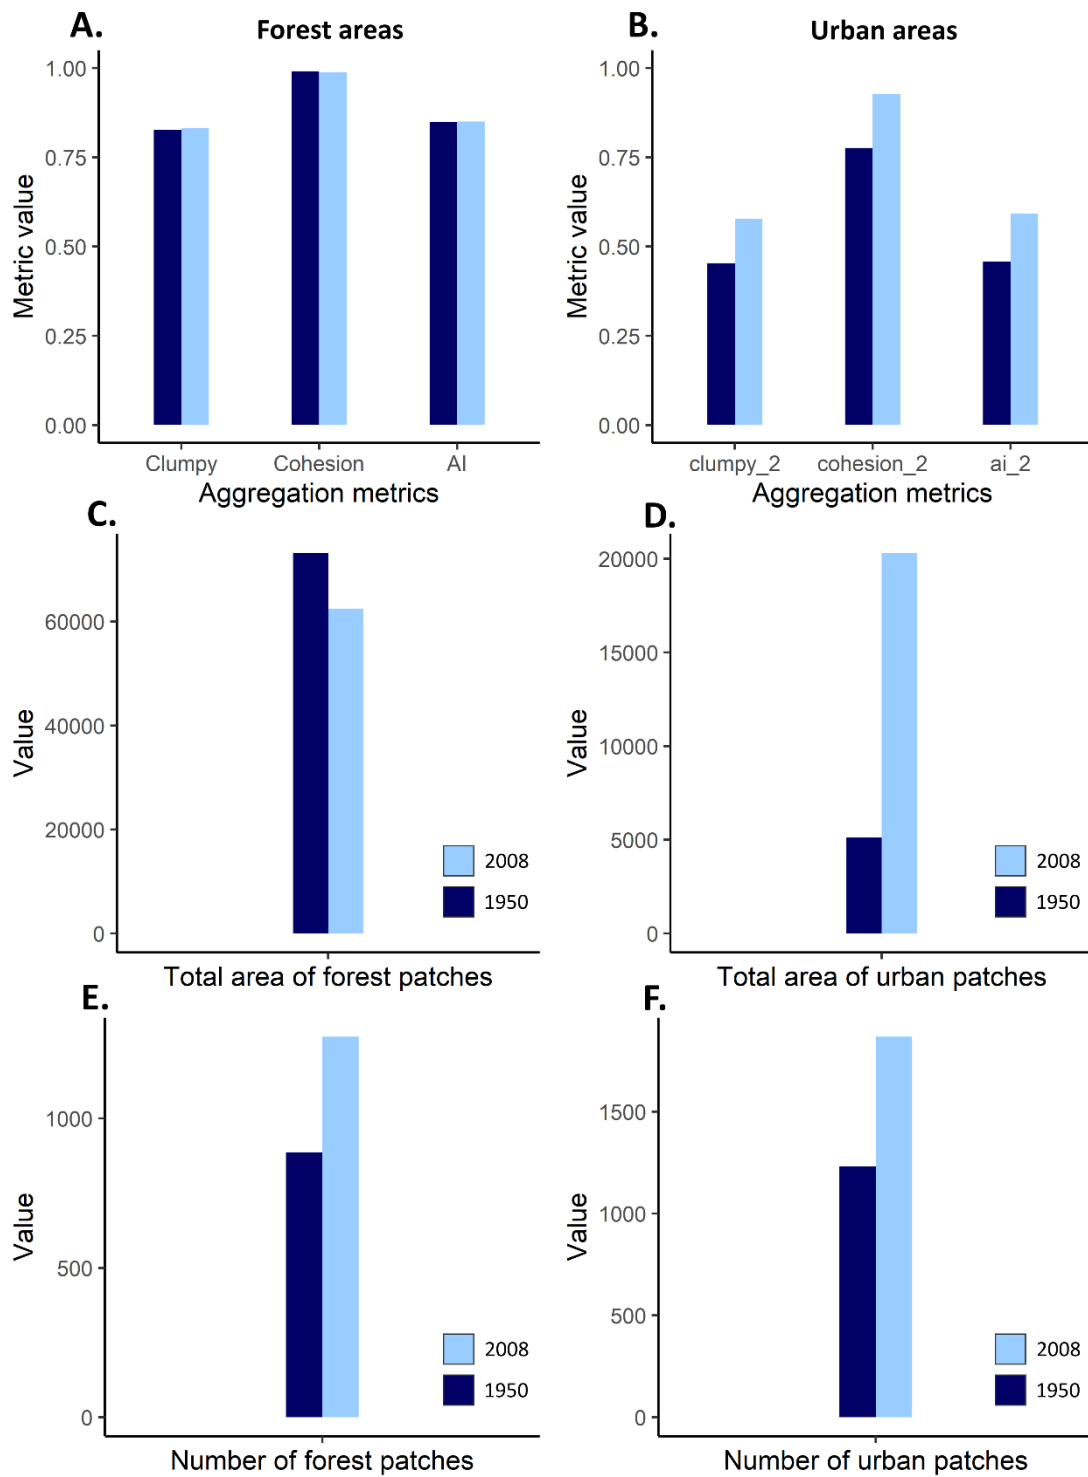 A. Forest areas
1.00
0.75
0.50
0.25
0.00
Metric value
Clumpy Cohesion AI
Aggregation metrics
B. Urban areas
1.00
0.75
0.50
0.25
0.00
Metric value
clumpy_2 cohesion_2 ai_2
Aggregation metrics
C.
60000
40000
20000
0
Value
2008
1950
Total area of forest patches
D.
20000
15000
10000
5000
0
Value
2008
1950
Total area of urban patches
E.
1000
500
0
Value
2008
1950
Number of forest patches
F.
1500
1000
500
0
Value
2008
1950
Number of urban patches